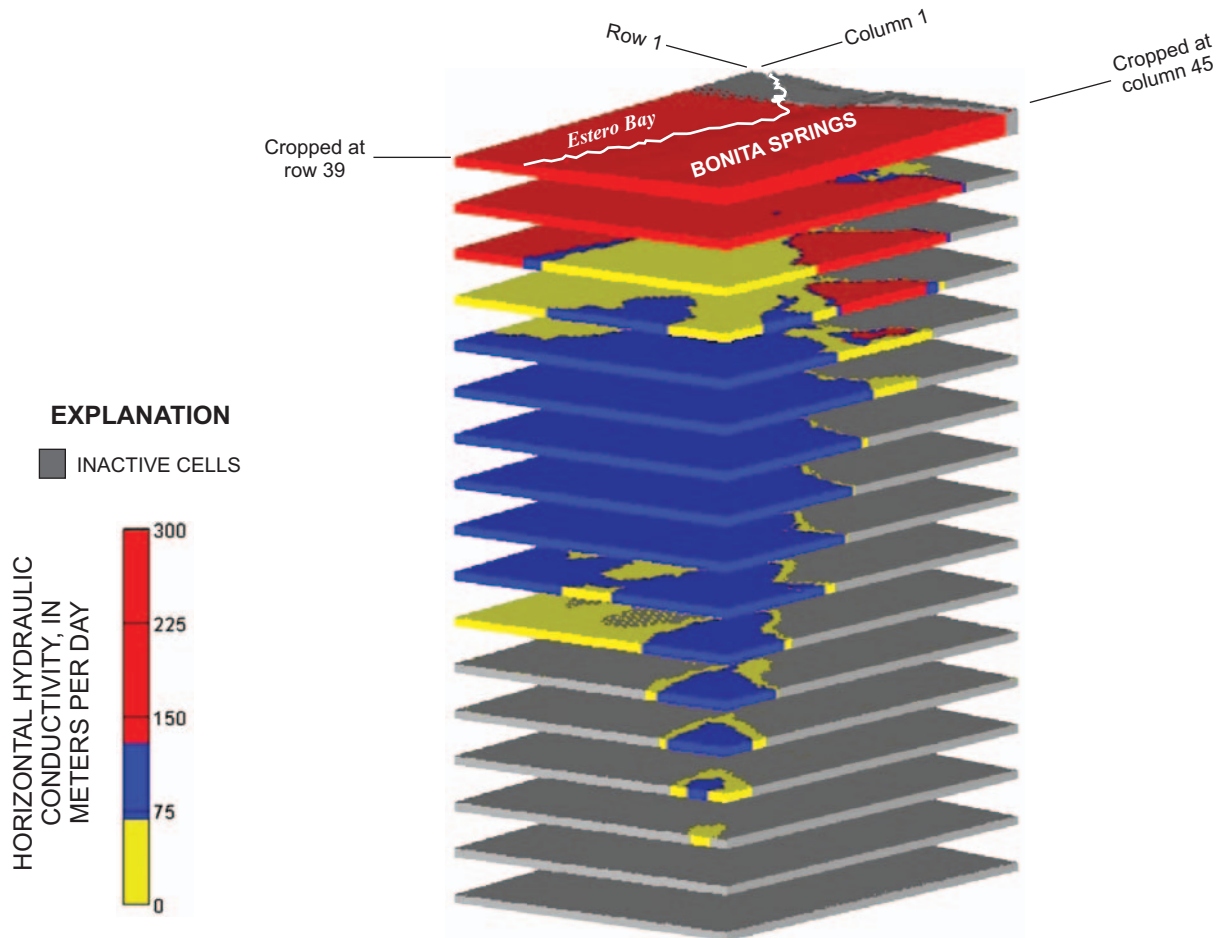 Row 1
Column 1
Cropped at
column 45
Estero Bay
BONITA SPRINGS
Cropped at
row 39
EXPLANATION
INACTIVE CELLS
HORIZONTAL HYDRAULIC
CONDUCTIVITY, IN
METERS PER DAY
300
225
150
75
0